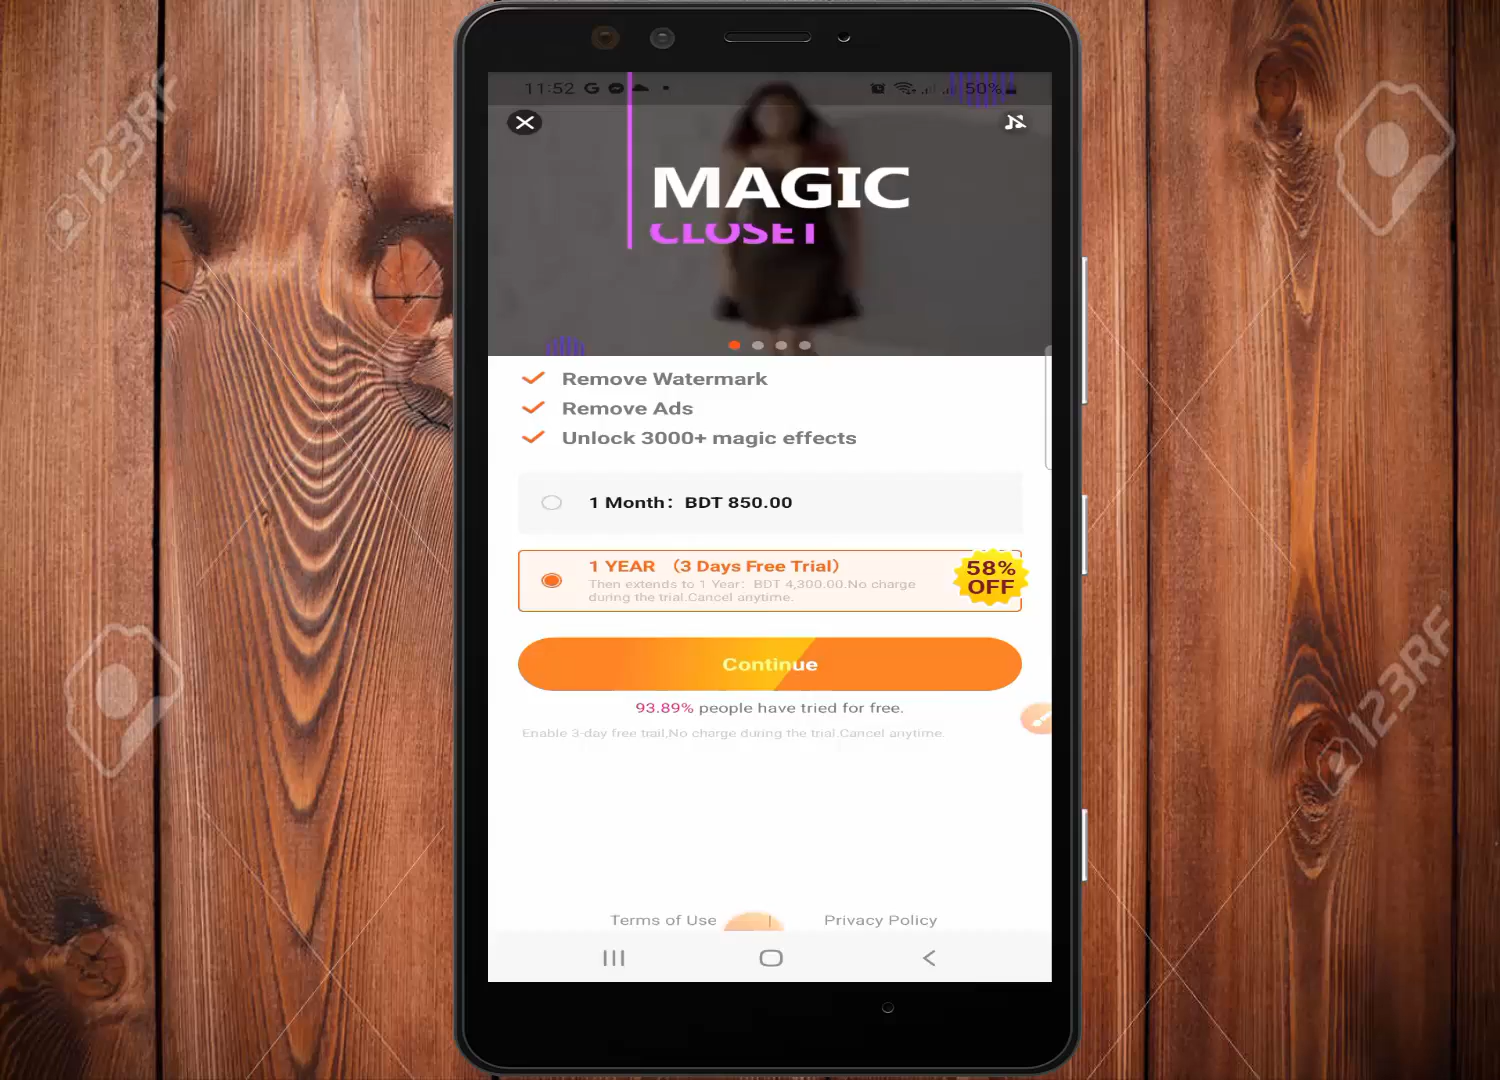 11:52
50%
MAGIC
CLOSET
Remove Watermark
Remove Ads
Unlock 3000+ magic effects
1 Month: BDT 850.00
1 YEAR (3 Days Free Trial)
Then extends to 1 Year: BDT 4,300.00.No charge
during the trial.Cancel anytime.
58%
OFF
Continue
93.89% people have tried for free.
Enable 3-day free trail,No charge during the trial.Cancel anytime.
Terms of Use
Privacy Policy
123RF
123RF